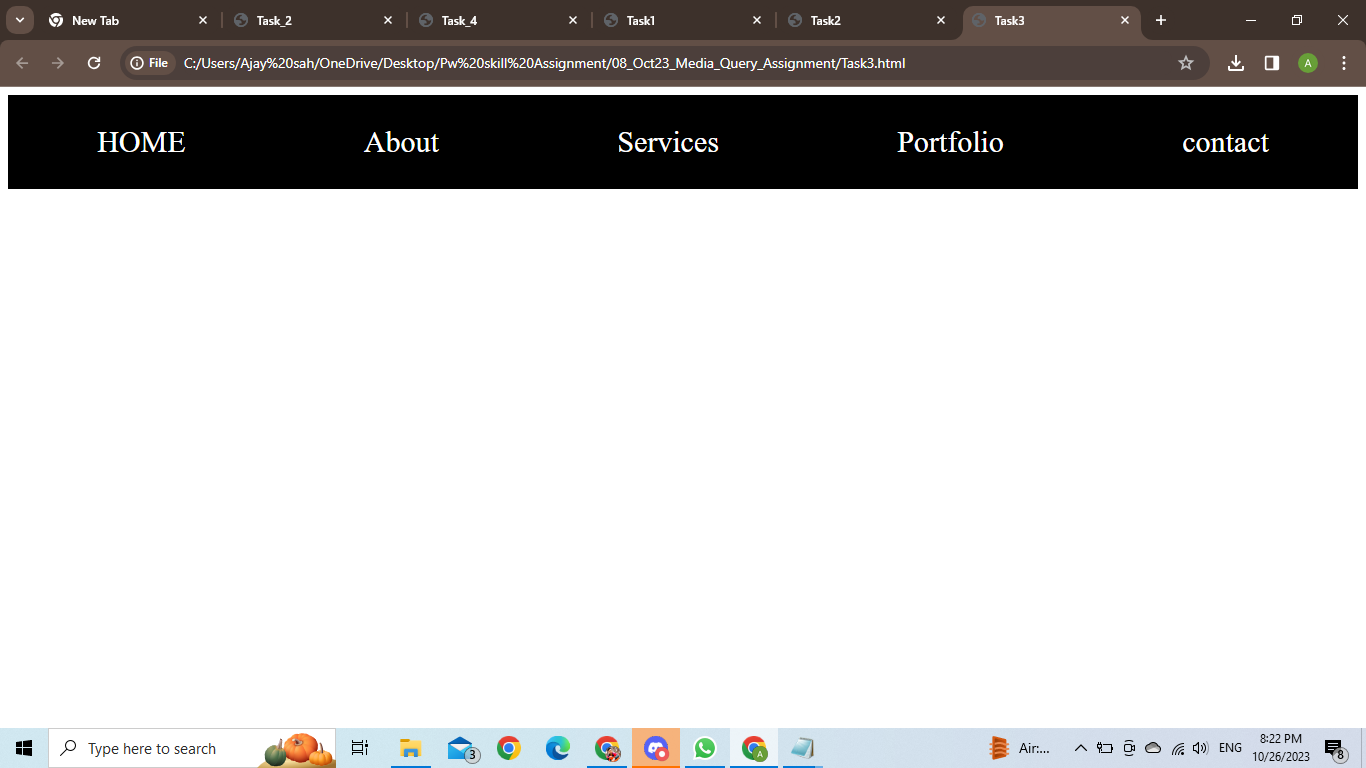 New Tab
Task_2
Task_4
Task1
Task2
Task3
File C:/Users/Ajay%20sah/OneDrive/Desktop/Pw%20skill%20Assignment/08_Oct23_Media_Query_Assignment/Task3.html
A
HOME About Services Portfolio contact
Type here to search
3
A
Air:...
ENG
8:22 PM
10/26/2023
8